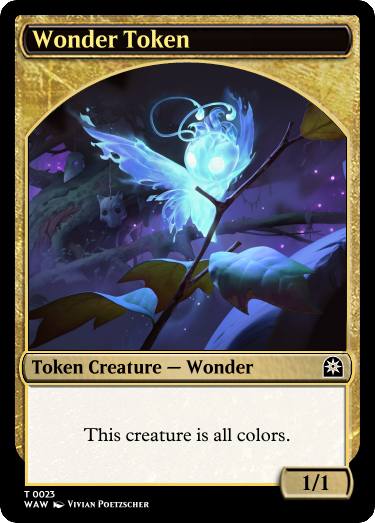 Wonder Token
Token Creature — Wonder
This creature is all colors.
1/1
T 0023
WAW Vivian Poetzscher